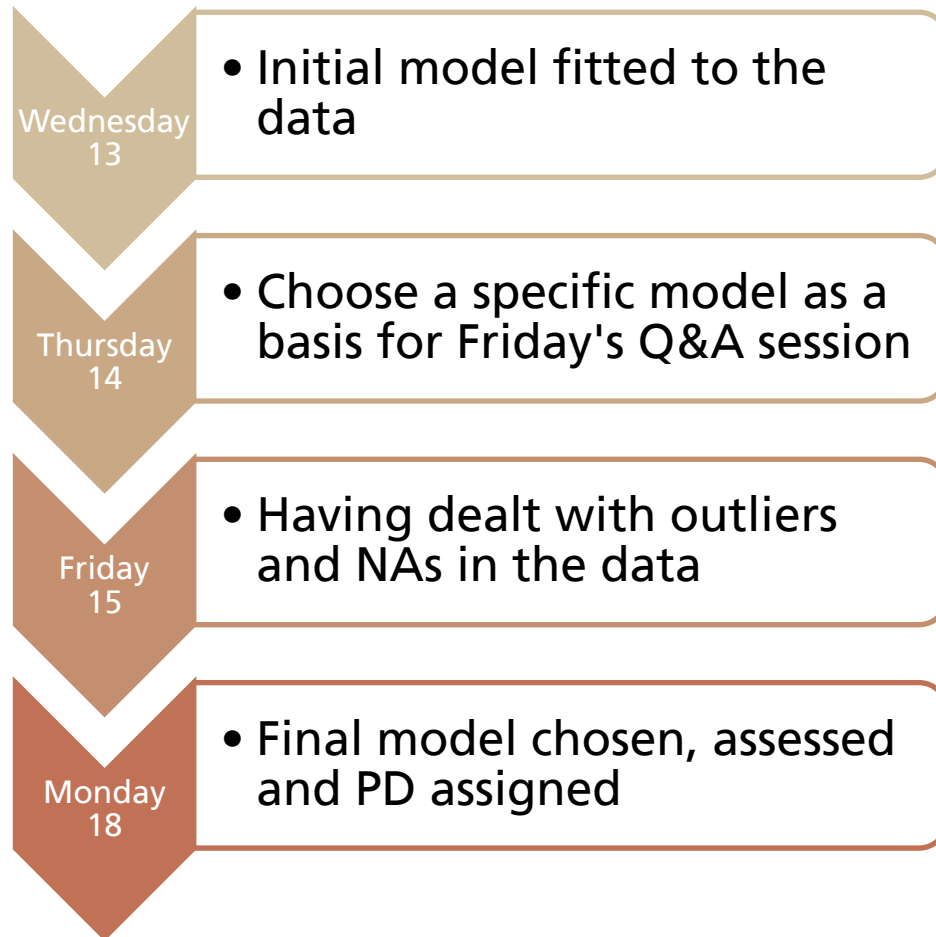 Wednesday
13
• Initial model fitted to the
data
Thursday
14
• Choose a specific model as a
basis for Friday's Q&A session
Friday
15
• Having dealt with outliers
and NAs in the data
Monday
18
• Final model chosen, assessed
and PD assigned